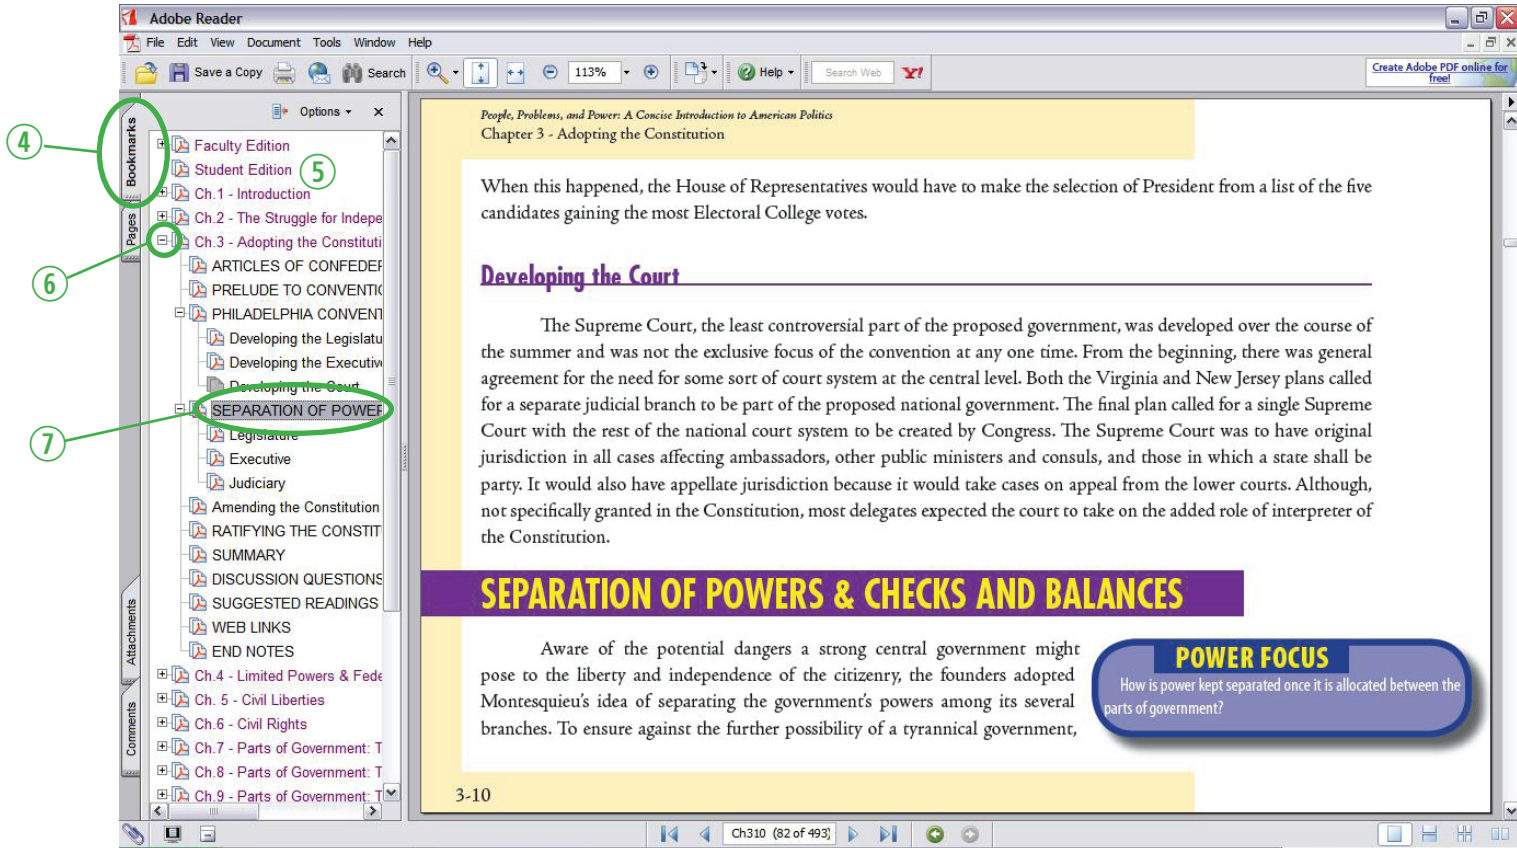 Adobe Reader
File Edit View Document Tools Window Help
Save a Copy Search 113% Help Search Web Y! Create Adobe PDF online for free!
Options x
④
Bookmarks
Pages
Attachments
Comments
Faculty Edition
Student Edition ⑤
Ch.1 - Introduction
Ch.2 - The Struggle for Indepe
Ch.3 - Adopting the Constituti
⑥
ARTICLES OF CONFEDER
PRELUDE TO CONVENTIO
PHILADELPHIA CONVENT
Developing the Legislatu
Developing the Executive
Developing the Court
SEPARATION OF POWER
⑦
Legislature
Executive
Judiciary
Amending the Constitution
RATIFYING THE CONSTIT
SUMMARY
DISCUSSION QUESTIONS
SUGGESTED READINGS
WEB LINKS
END NOTES
Ch.4 - Limited Powers & Fede
Ch. 5 - Civil Liberties
Ch.6 - Civil Rights
Ch.7 - Parts of Government: T
Ch.8 - Parts of Government: T
Ch.9 - Parts of Government: T
People, Problems, and Power: A Concise Introduction to American Politics
Chapter 3 - Adopting the Constitution
When this happened, the House of Representatives would have to make the selection of President from a list of the five
candidates gaining the most Electoral College votes.
Developing the Court
The Supreme Court, the least controversial part of the proposed government, was developed over the course of
the summer and was not the exclusive focus of the convention at any one time. From the beginning, there was general
agreement for the need for some sort of court system at the central level. Both the Virginia and New Jersey plans called
for a separate judicial branch to be part of the proposed national government. The final plan called for a single Supreme
Court with the rest of the national court system to be created by Congress. The Supreme Court was to have original
jurisdiction in all cases affecting ambassadors, other public ministers and consuls, and those in which a state shall be
party. It would also have appellate jurisdiction because it would take cases on appeal from the lower courts. Although,
not specifically granted in the Constitution, most delegates expected the court to take on the added role of interpreter of
the Constitution.
SEPARATION OF POWERS & CHECKS AND BALANCES
Aware of the potential dangers a strong central government might
pose to the liberty and independence of the citizenry, the founders adopted
Montesquieu's idea of separating the government's powers among its several
branches. To ensure against the further possibility of a tyrannical government,
POWER FOCUS
How is power kept separated once it is allocated between the
parts of government?
3-10
Ch310 (82 of 493)